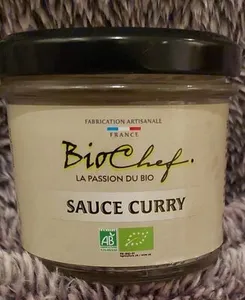 FABRICATION ARTISANALE
FRANCE
BioChef.
LA PASSION DU BIO
SAUCE CURRY
AB